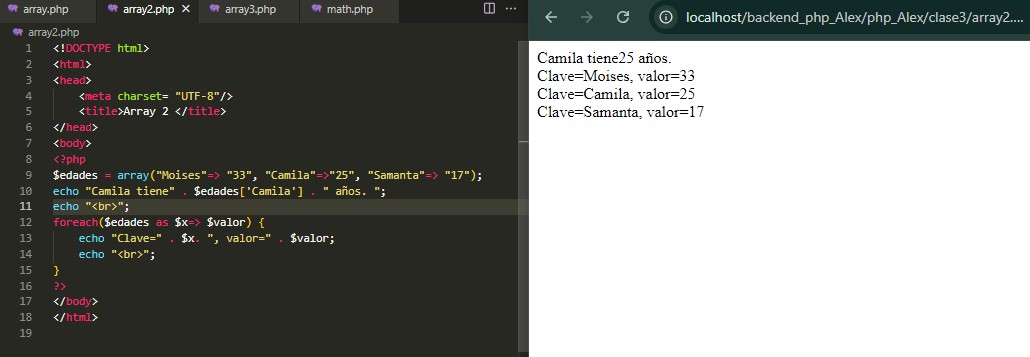 array.php array2.php × array3.php math.php ···
array2.php
1 <!DOCTYPE html>
2 <html>
3 <head>
4 <meta charset= "UTF-8"/>
5 <title>Array 2 </title>
6 </head>
7 <body>
8 <?php
9 $edades = array("Moises"=> "33", "Camila"=>"25", "Samanta"=> "17");
10 echo "Camila tiene" . $edades['Camila'] . " años. ";
11 echo "<br>";
12 foreach($edades as $x=> $valor) {
13 echo "Clave=" . $x. ", valor=" . $valor;
14 echo "<br>";
15 }
16 ?>
17 </body>
18 </html>
19
localhost/backend_php_Alex/php_Alex/clase3/array2....
Camila tiene25 años.
Clave=Moises, valor=33
Clave=Camila, valor=25
Clave=Samanta, valor=17